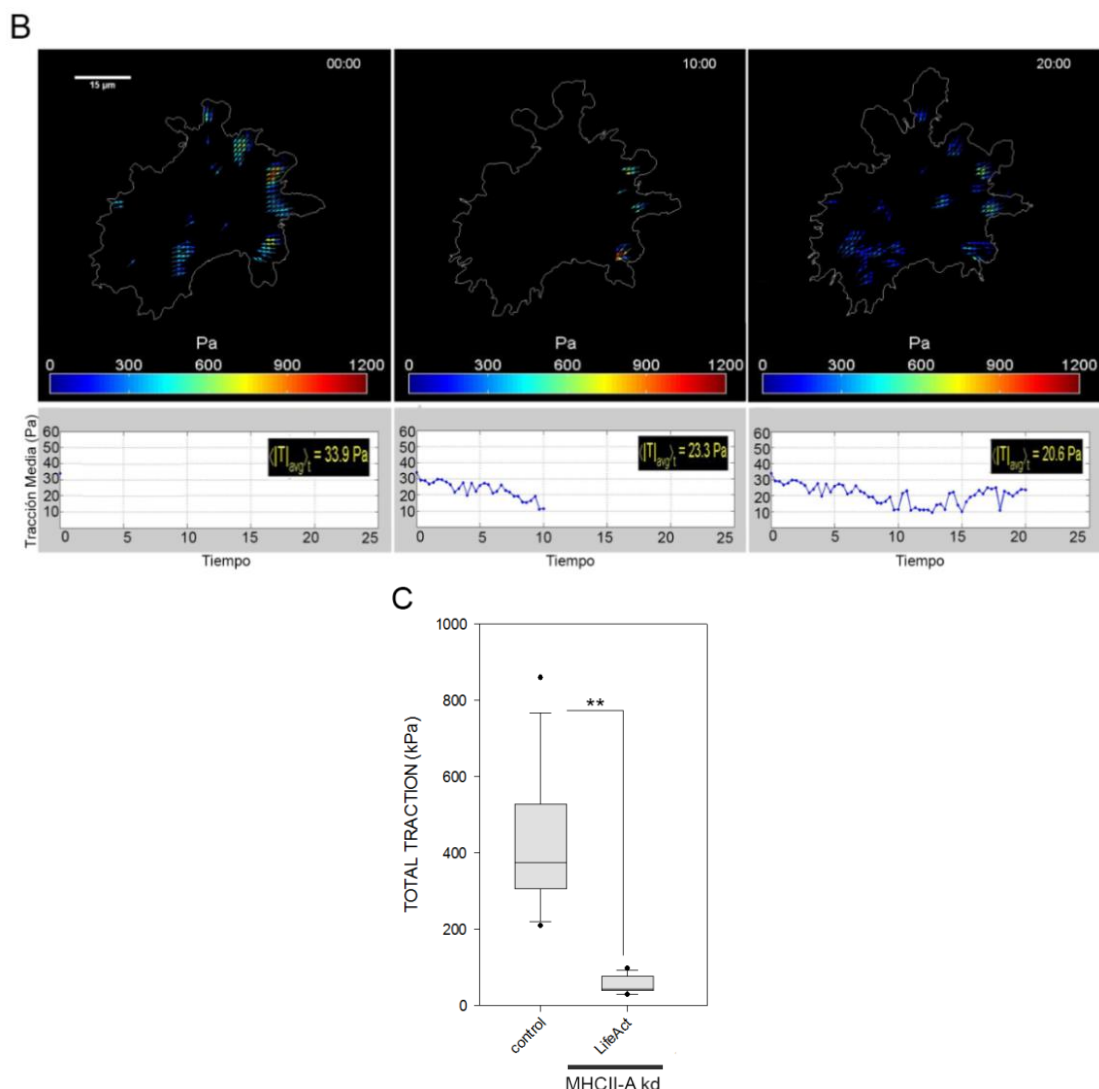 B
00:00 10:00 20:00
15 µm
Pa Pa Pa
0 300 600 900 1200 0 300 600 900 1200 0 300 600 900 1200
Tracción Media (Pa)
60 50 40 30 20 10
⟨|T|avg⟩t = 33.9 Pa
0 5 10 15 20 25
Tiempo
60 50 40 30 20 10
⟨|T|avg⟩t = 23.3 Pa
0 5 10 15 20 25
Tiempo
60 50 40 30 20 10
⟨|T|avg⟩t = 20.6 Pa
0 5 10 15 20 25
Tiempo
C
TOTAL TRACTION (kPa)
1000
800
**
600
400
200
0
control LifeAct
MHCII-A kd